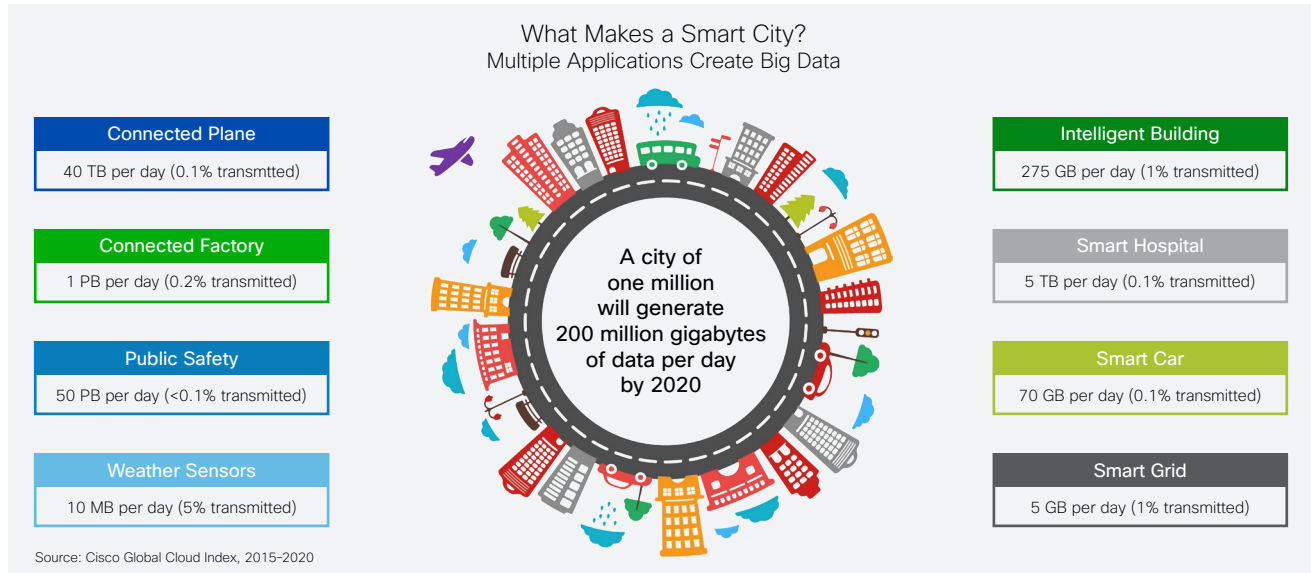 What Makes a Smart City?
Multiple Applications Create Big Data
Connected Plane
40 TB per day (0.1% transmtted)
Connected Factory
1 PB per day (0.2% transmitted)
Public Safety
50 PB per day (<0.1% transmitted)
Weather Sensors
10 MB per day (5% transmitted)
A city of
one million
will generate
200 million gigabytes
of data per day
by 2020
Intelligent Building
275 GB per day (1% transmitted)
Smart Hospital
5 TB per day (0.1% transmitted)
Smart Car
70 GB per day (0.1% transmitted)
Smart Grid
5 GB per day (1% transmitted)
Source: Cisco Global Cloud Index, 2015–2020